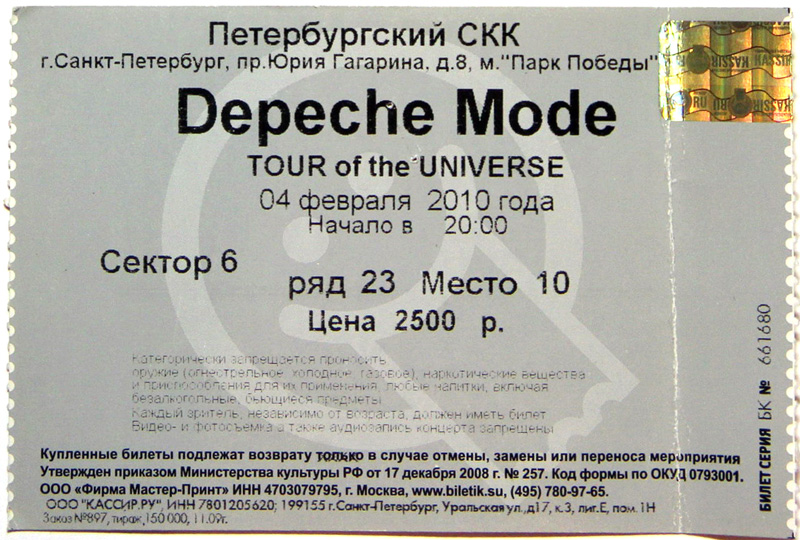 Петербургский СКК
г.Санкт-Петербург, пр.Юрия Гагарина, д.8, м."Парк Победы"
Depeche Mode
TOUR of the UNIVERSE
04 февраля 2010 года
Начало в 20:00
Сектор 6
ряд 23 Место 10
Цена 2500 р.
Категорически запрещается проносить
оружие (огнестрельное, холодное, газовое), наркотические вещества
и приспособления для их применения, любые напитки, включая
безалкогольные, бьющиеся предметы.
Каждый зритель, независимо от возраста, должен иметь билет
Видео- и фотосъемка а также аудиозапись концерта запрещены
Купленные билеты подлежат возврату только в случае отмены, замены или переноса мероприятия
Утвержден приказом Министерства культуры РФ от 17 декабря 2008 г. № 257. Код формы по ОКУД 0793001.
ООО «Фирма Мастер-Принт» ИНН 4703079795, г. Москва, www.biletik.su, (495) 780-97-65.
ООО "КАССИР.РУ", ИНН 7801205620; 199155 г.Санкт-Петербург, Уральская ул.,д17, к.3, лит.Е, пом. 1Н
Заказ №897, тираж 150 000, 11.09г.
БИЛЕТ СЕРИЯ БК № 661680